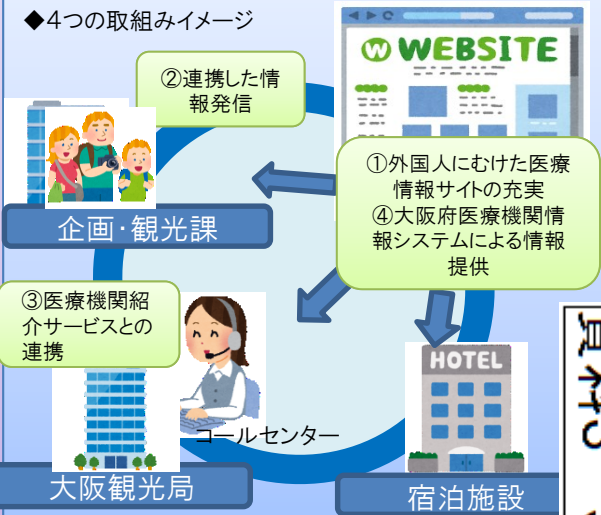 ◆4つの取組みイメージ
WEBSITE
②連携した情
報発信
①外国人にむけた医療
情報サイトの充実
④大阪府医療機関情
報システムによる情報
提供
企画・観光課
③医療機関紹
介サービスとの
連携
HOTEL
コールセンター
大阪観光局
宿泊施設